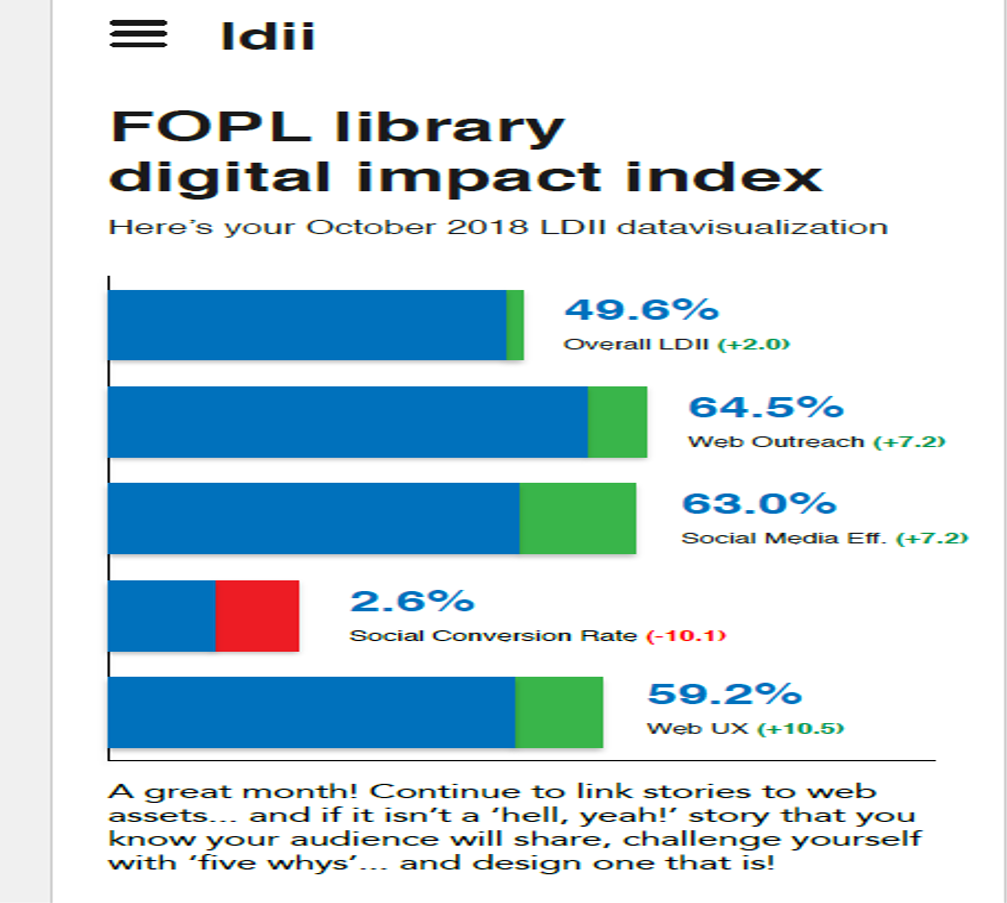 ldii
FOPL library
digital impact index
Here's your October 2018 LDII datavisualization
49.6%
Overall LDII (+2.0)
64.5%
Web Outreach (+7.2)
63.0%
Social Media Eff. (+7.2)
2.6%
Social Conversion Rate (-10.1)
59.2%
Web UX (+10.5)
A great month! Continue to link stories to web
assets... and if it isn't a 'hell, yeah!' story that you
know your audience will share, challenge yourself
with 'five whys'... and design one that is!